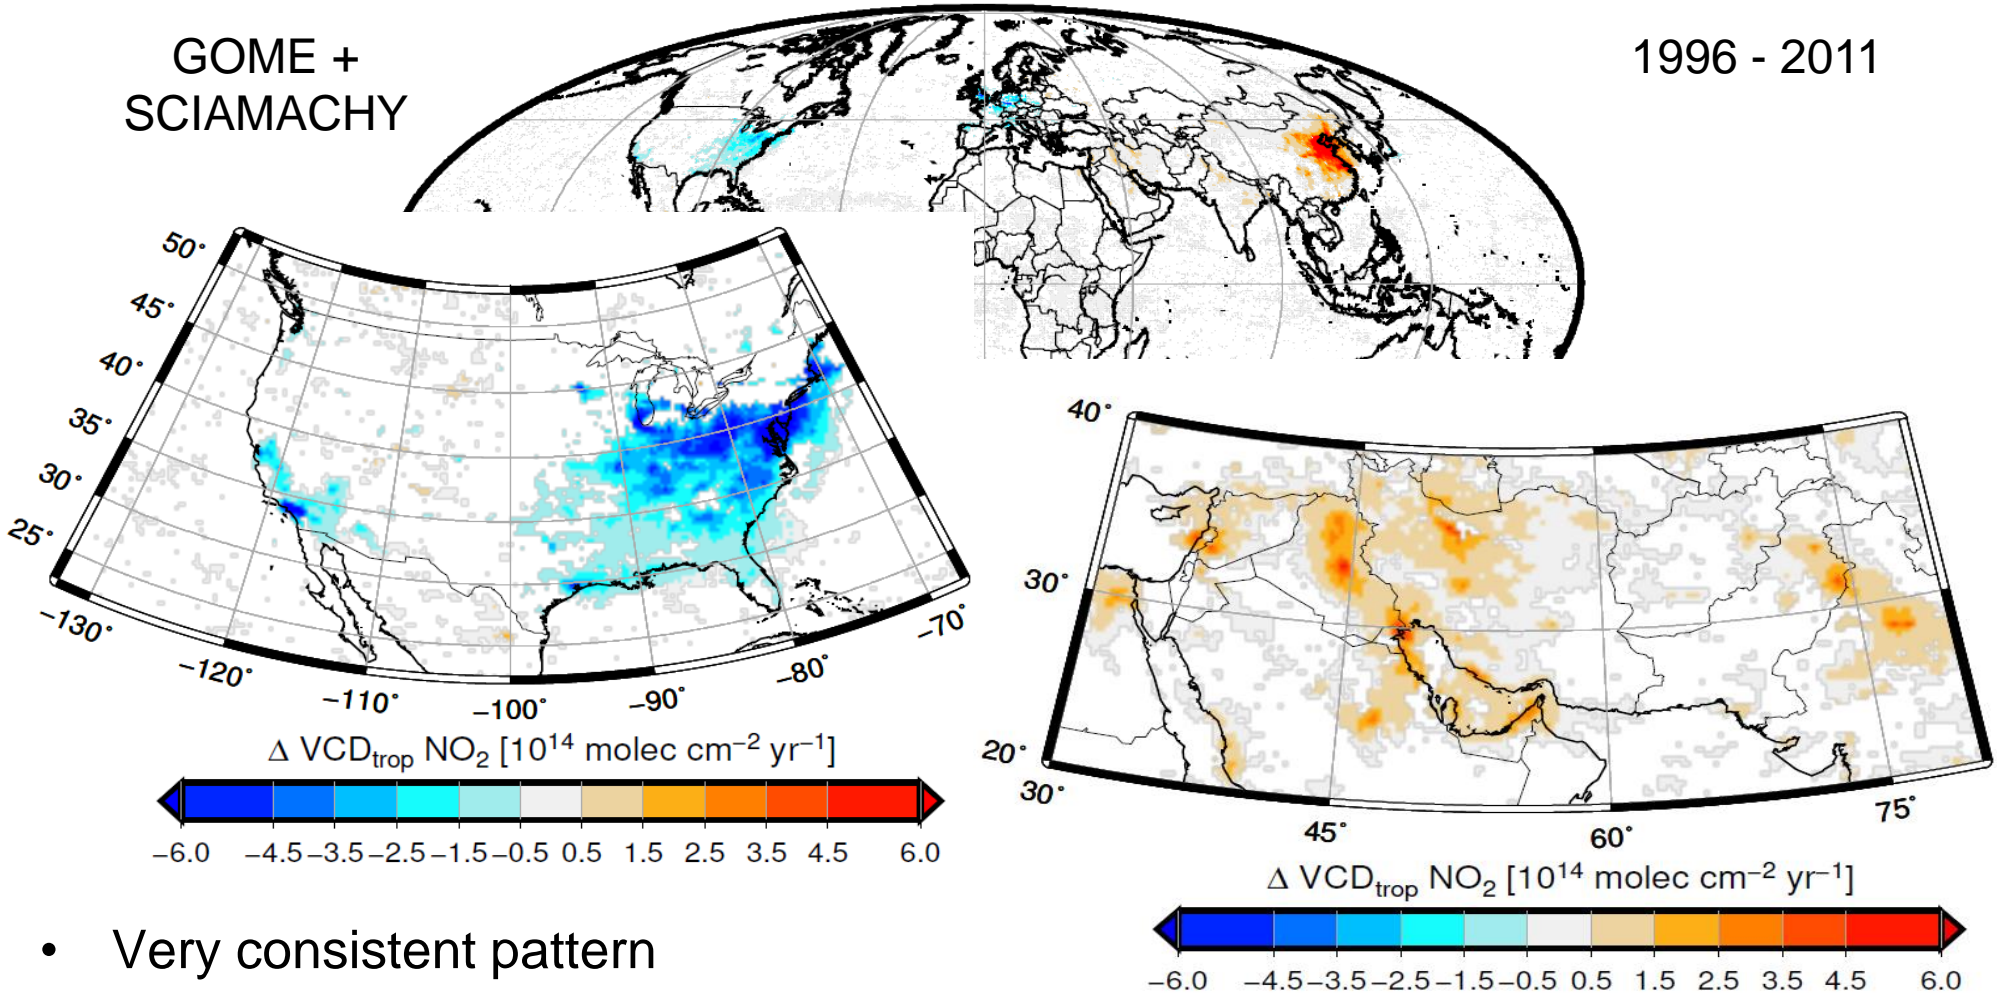 GOME +
SCIAMACHY
1996 - 2011
50°
45°
40°
35°
30°
25°
−130°
−120°
−110°
−100°
−90°
−80°
−70°
Δ VCDtrop NO2 [10¹⁴ molec cm⁻² yr⁻¹]
−6.0 −4.5 −3.5 −2.5 −1.5 −0.5 0.5 1.5 2.5 3.5 4.5 6.0
40°
30°
20°
30°
45°
60°
75°
Δ VCDtrop NO2 [10¹⁴ molec cm⁻² yr⁻¹]
−6.0 −4.5 −3.5 −2.5 −1.5 −0.5 0.5 1.5 2.5 3.5 4.5 6.0
• Very consistent pattern